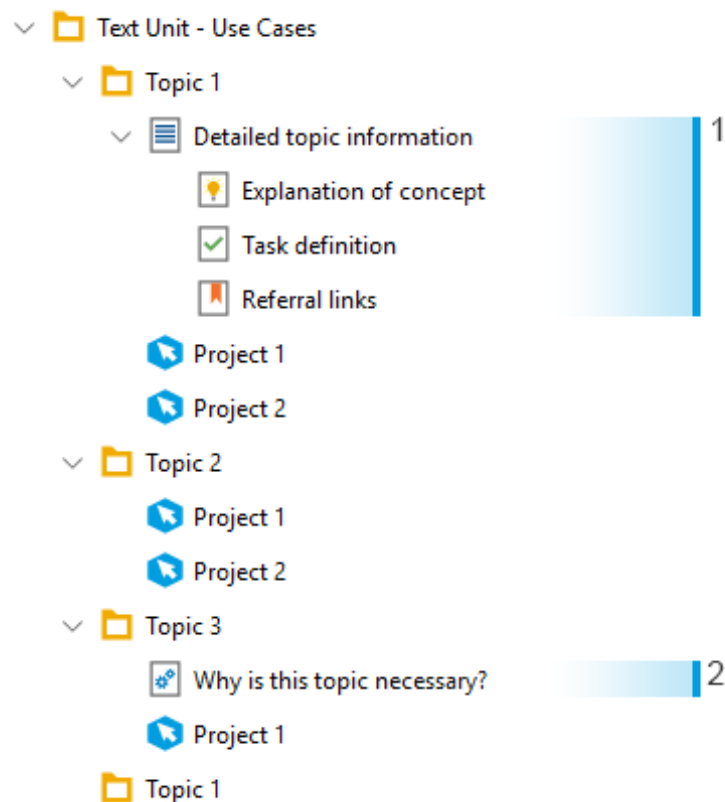 Text Unit - Use Cases
Topic 1
Detailed topic information 1
Explanation of concept
Task definition
Referral links
Project 1
Project 2
Topic 2
Project 1
Project 2
Topic 3
Why is this topic necessary? 2
Project 1
Topic 1